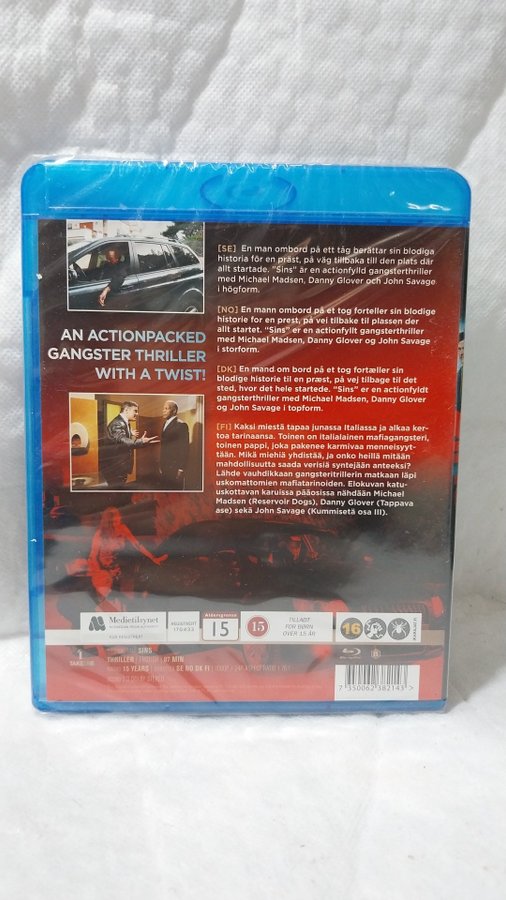 [SE] En man ombord på ett tåg berättar sin blodiga
historia för en präst, på väg tillbaka till den plats där
allt startade. "Sins" är en actionfylld gangsterthriller
med Michael Madsen, Danny Glover och John Savage
i högform.
[NO] En mann ombord på et tog forteller sin blodige
historie for en prest, på vej tilbake til plassen der
allt startet. "Sins" er en actionfyllt gangsterthriller
med Michael Madsen, Danny Glover og John Savage
i storform.
[DK] En mand om bord på et tog fortæller sin
blodige historie til en præst, på vej tilbage til det
sted, hvor det hele startede. "Sins" er en actionfyldt
gangsterthriller med Michael Madsen, Danny Glover
og John Savage i topform.
[FI] Kaksi miestä tapaa junassa Italiassa ja alkaa ker-
toa tarinaansa. Toinen on italialainen mafiagangsteri,
toinen pappi, joka pakenee karmivaa menneisyyt-
tään. Mikä miehiä yhdistää, ja onko heillä mitään
mahdollisuutta saada verisiä syntejään anteeksi?
Lähde vauhdikkaan gangsteritrillerin matkaan läpi
uskomattomien mafiatarinoiden. Elokuvan katu-
uskottavan karuissa pääosissa nähdään Michael
Madsen (Reservoir Dogs), Danny Glover (Tappava
ase) sekä John Savage (Kummisetä osa III).
AN ACTIONPACKED
GANGSTER THRILLER
WITH A TWIST!
Medietilsynet
Aldersgrense
15
15
TILLADT
FOR BØRN
OVER 15 ÅR
16
SINS
THRILLER
97 MIN
15 YEARS
SE NO DK FI
B
7 350062 382143 >